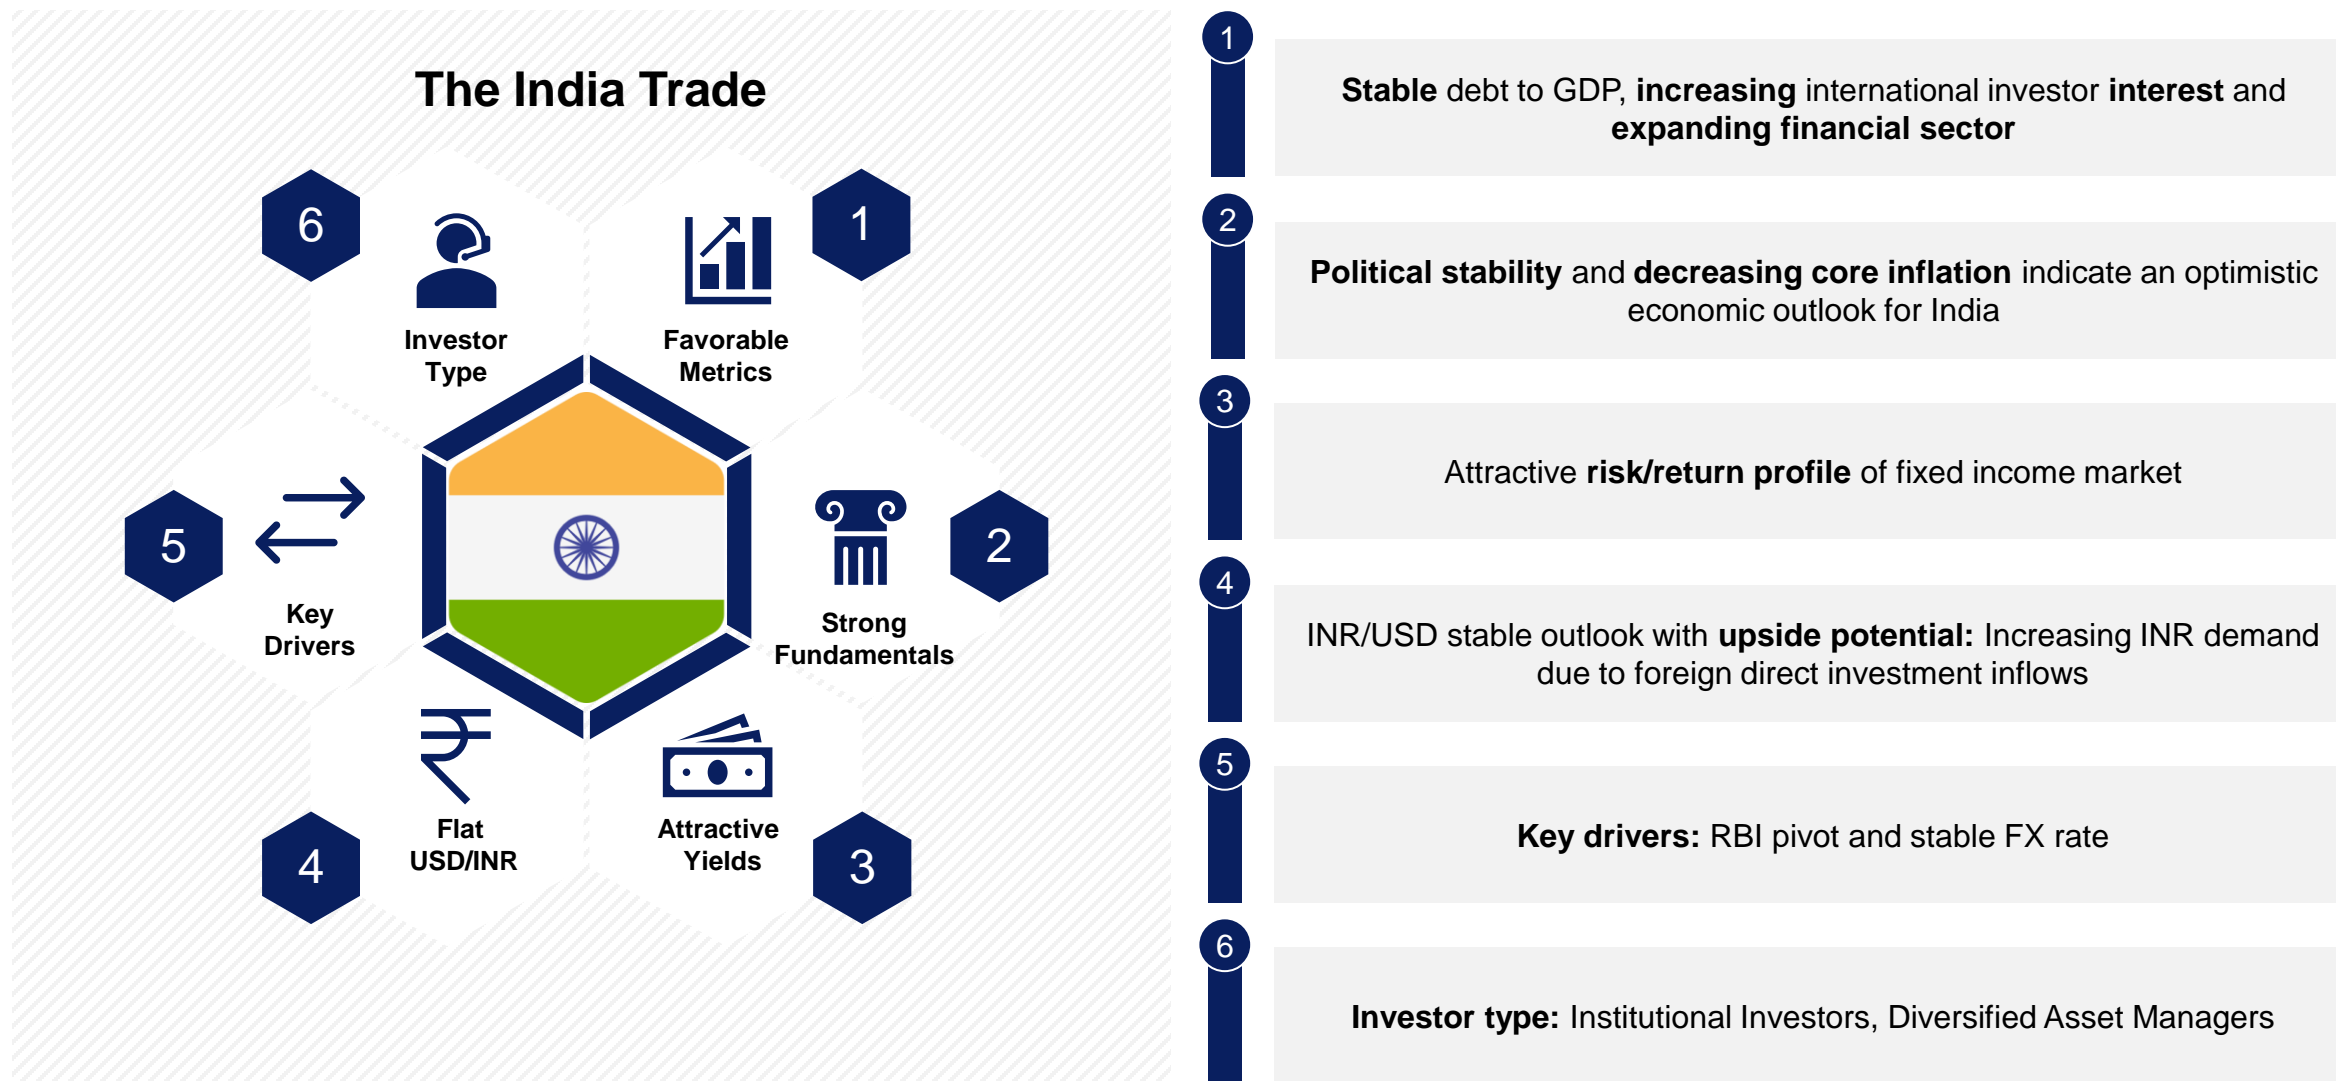 The India Trade
6
Investor
Type
1
Favorable
Metrics
5
Key
Drivers
2
Strong
Fundamentals
4
Flat
USD/INR
3
Attractive
Yields
1
Stable debt to GDP, increasing international investor interest and
expanding financial sector
2
Political stability and decreasing core inflation indicate an optimistic
economic outlook for India
3
Attractive risk/return profile of fixed income market
4
INR/USD stable outlook with upside potential: Increasing INR demand
due to foreign direct investment inflows
5
Key drivers: RBI pivot and stable FX rate
6
Investor type: Institutional Investors, Diversified Asset Managers